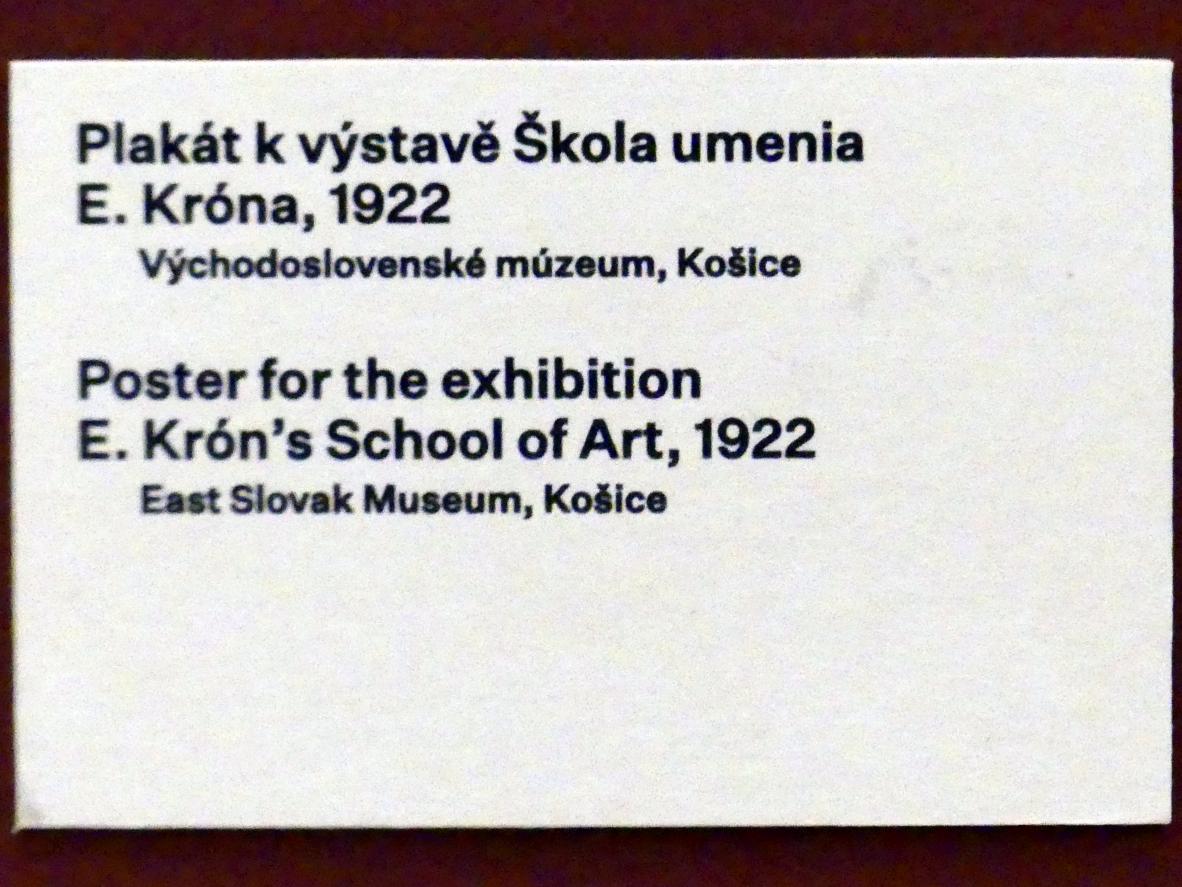 Plakát k výstavě Škola umenia
E. Króna, 1922
Východoslovenské múzeum, Košice
Poster for the exhibition
E. Krón’s School of Art, 1922
East Slovak Museum, Košice